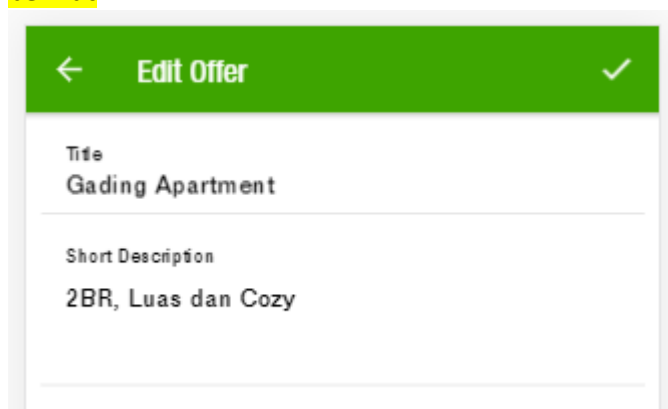 Edit Offer
Title
Gading Apartment
Short Description
2BR, Luas dan Cozy